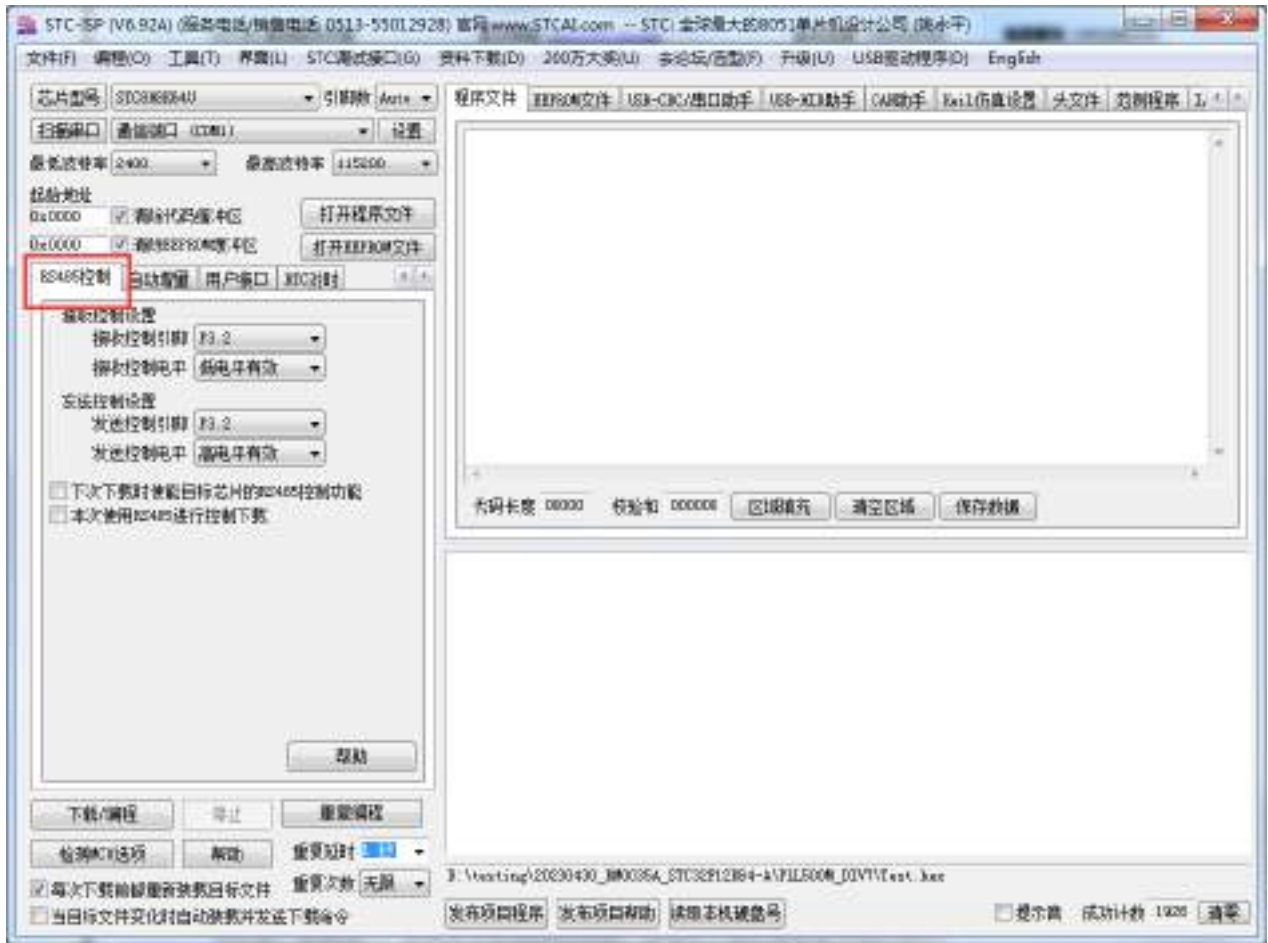 STC-ISP (V6.92A) (服务电话/销售电话: 0513-55012928) 官网:www.STCAI.com -- STC) 全球最大的8051单片机设计公司 (姚永平)
文件(F) 编程(O) 工具(T) 界面(L) STC测试接口(G) 资料下载(D) 200万大奖(U) 去论坛/选型(F) 升级(U) USB驱动程序(D) English
芯片型号 STC8H8K64U 引脚数 Auto
扫描串口 通信端口 (COM1) 设置
最低波特率 2400 最高波特率 115200
起始地址
0x0000 清除代码缓冲区 打开程序文件
0x0000 清除EEPROM缓冲区 打开EEPROM文件
RS485控制 自动增量 用户接口 RTC对时
接收控制设置
接收控制引脚 P3.2
接收控制电平 低电平有效
发送控制设置
发送控制引脚 P3.2
发送控制电平 高电平有效
下次下载时使能目标芯片的RS485控制功能
本次使用RS485进行控制下载
帮助
下载/编程 停止 重复编程
检测MCU选项 帮助 重复延时
每次下载前都重新装载目标文件 重复次数 无限
当目标文件变化时自动装载并发送下载命令
程序文件 EEPROM文件 USB-CDC/串口助手 USB-HID助手 CAN助手 Keil仿真设置 头文件 范例程序
代码长度 00000 校验和 000000 区域填充 清空区域 保存数据
发布项目程序 发布项目帮助 读取本机硬盘号 提示音 成功计数 1926 清零